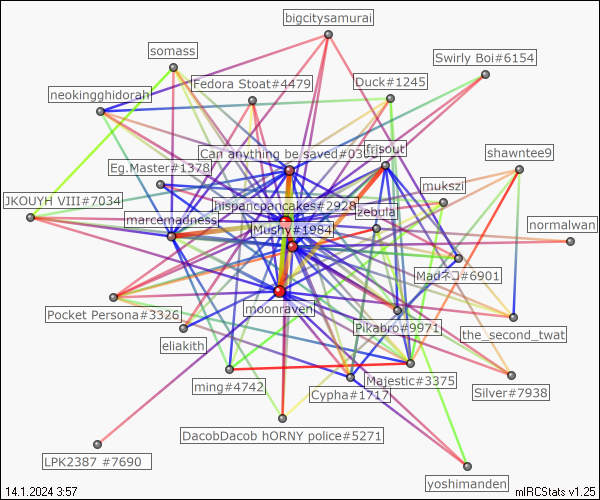 bigcitysamurai
somass
Swirly Boi#6154
Fedora Stoat#4479
Duck#1245
neokingghidorah
frisout
Can anything be saved#03
shawntee9
Eg.Master#1378
mukszi
JKOUYH VIII#7034
hispancpancakes#2928
zebula
marcemadness
normalwan
Mushy#1984
Madネコ#6901
moonraven
Pocket Persona#3326
Pikabro#9971
the_second_twat
eliakith
ming#4742
Majestic#3375
Cypha#1717
Silver#7938
DacobDacob hORNY police#5271
LPK2387 #7690
yoshimanden
14.1.2024 3:57
mIRCStats v1.25